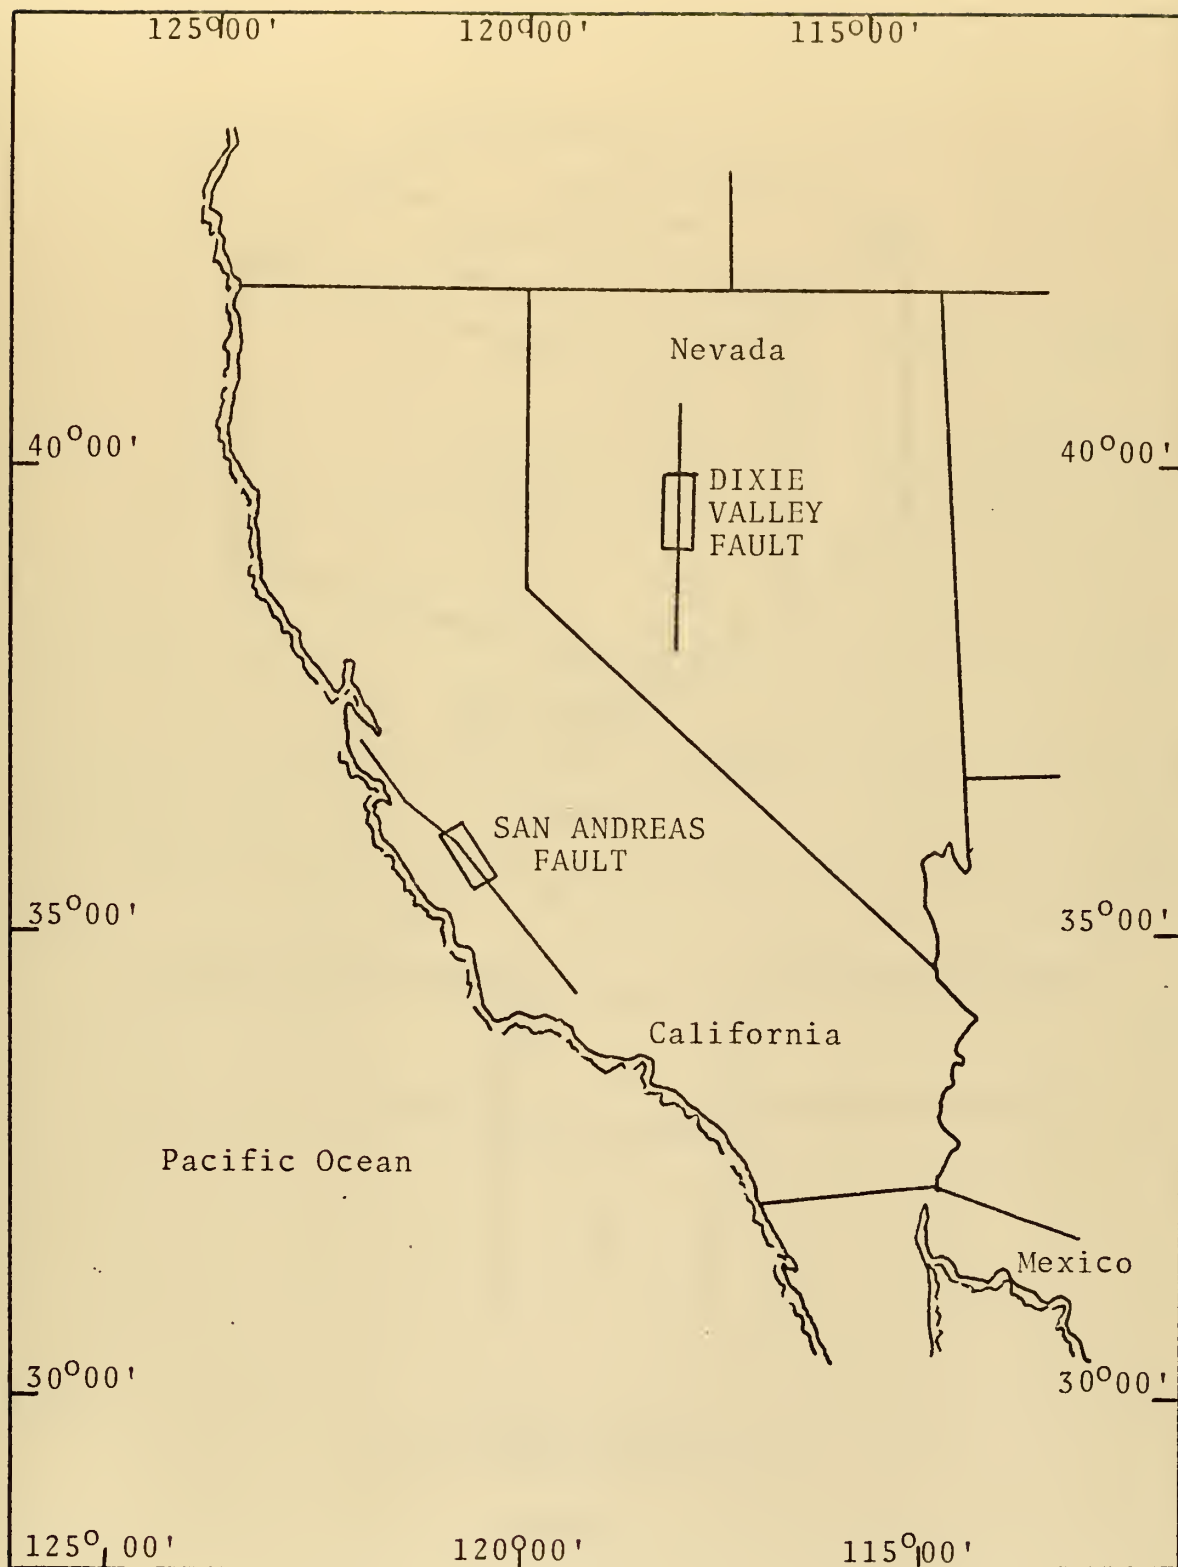 125°00' 120°00' 115°00'
Nevada
40°00' 40°00'
DIXIE
VALLEY
FAULT
SAN ANDREAS
FAULT
35°00' 35°00'
California
Pacific Ocean
Mexico
30°00' 30°00'
125° 00' 120°00' 115°00'